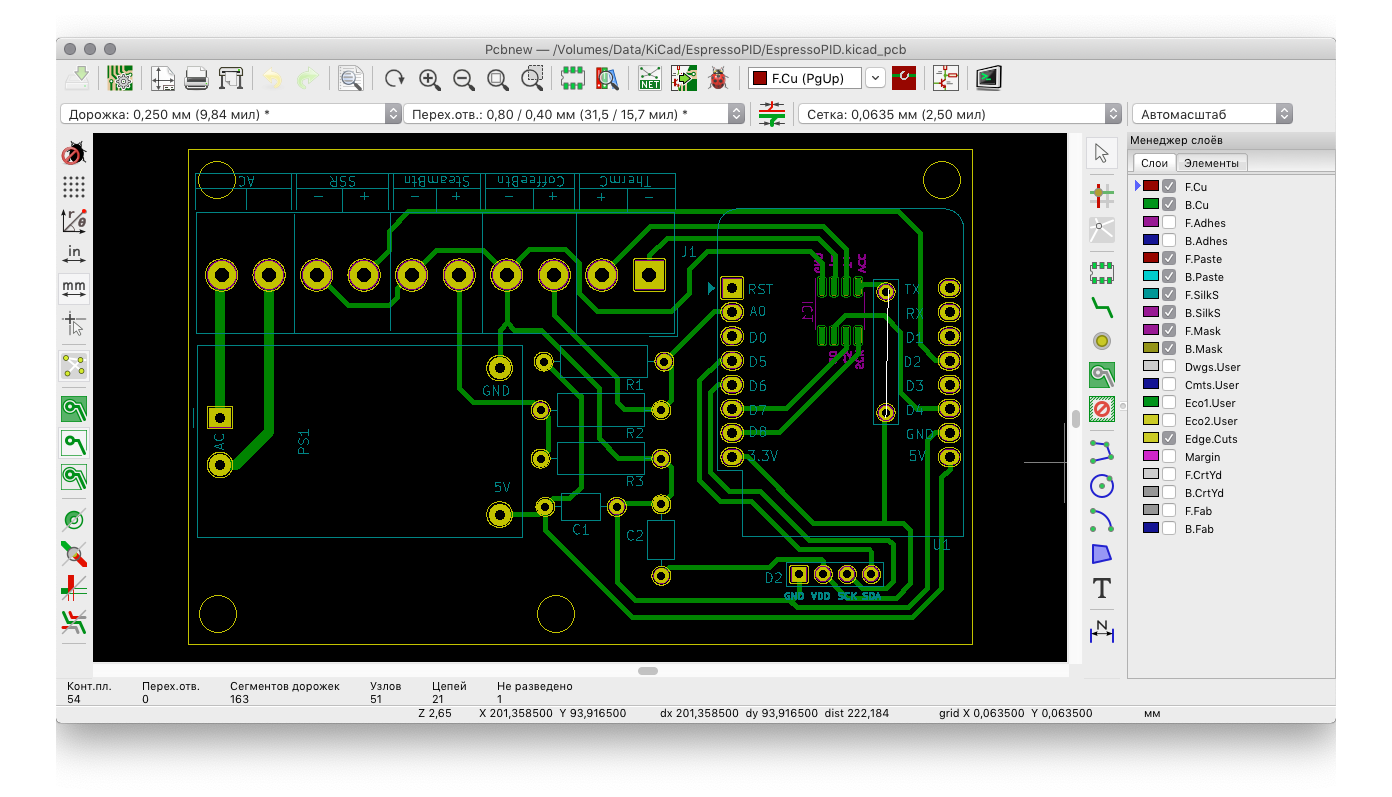 Pcbnew — /Volumes/Data/KiCad/EspressoPID/EspressoPID.kicad_pcb
NET
F.Cu (PgUp)
Дорожка: 0,250 мм (9,84 мил) *
Перех.отв.: 0,80 / 0,40 мм (31,5 / 15,7 мил) *
Сетка: 0,0635 мм (2,50 мил)
Автомасштаб
in
mm
AC
SSR
SteamBtn
CoffeeBtn
ThermC
− +
− +
− +
+ −
J1
RST
A0
D0
D5
D6
D7
D8
3.3V
TX
RX
D1
D2
D3
D4
GND
5V
U1
IC1
VCC
GND
R1
R2
R3
AC
PS1
5V
C1
C2
D2
GND VDD SCK SDA
T
N
Менеджер слоёв
Слои
Элементы
F.Cu
B.Cu
F.Adhes
B.Adhes
F.Paste
B.Paste
F.SilkS
B.SilkS
F.Mask
B.Mask
Dwgs.User
Cmts.User
Eco1.User
Eco2.User
Edge.Cuts
Margin
F.CrtYd
B.CrtYd
F.Fab
B.Fab
Конт.пл. Перех.отв. Сегментов дорожек Узлов Цепей Не разведено
54 0 163 51 21 1
Z 2,65 X 201,358500 Y 93,916500 dx 201,358500 dy 93,916500 dist 222,184 grid X 0,063500 Y 0,063500 мм